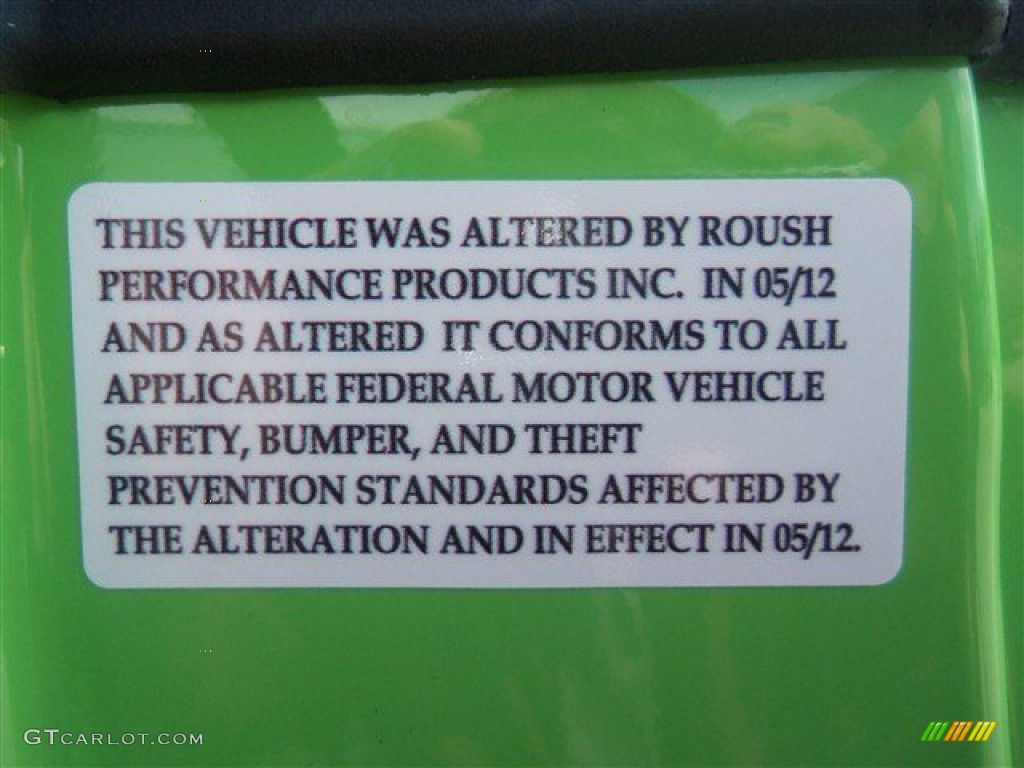 THIS VEHICLE WAS ALTERED BY ROUSH
PERFORMANCE PRODUCTS INC. IN 05/12
AND AS ALTERED IT CONFORMS TO ALL
APPLICABLE FEDERAL MOTOR VEHICLE
SAFETY, BUMPER, AND THEFT
PREVENTION STANDARDS AFFECTED BY
THE ALTERATION AND IN EFFECT IN 05/12.
GTCARLOT.COM